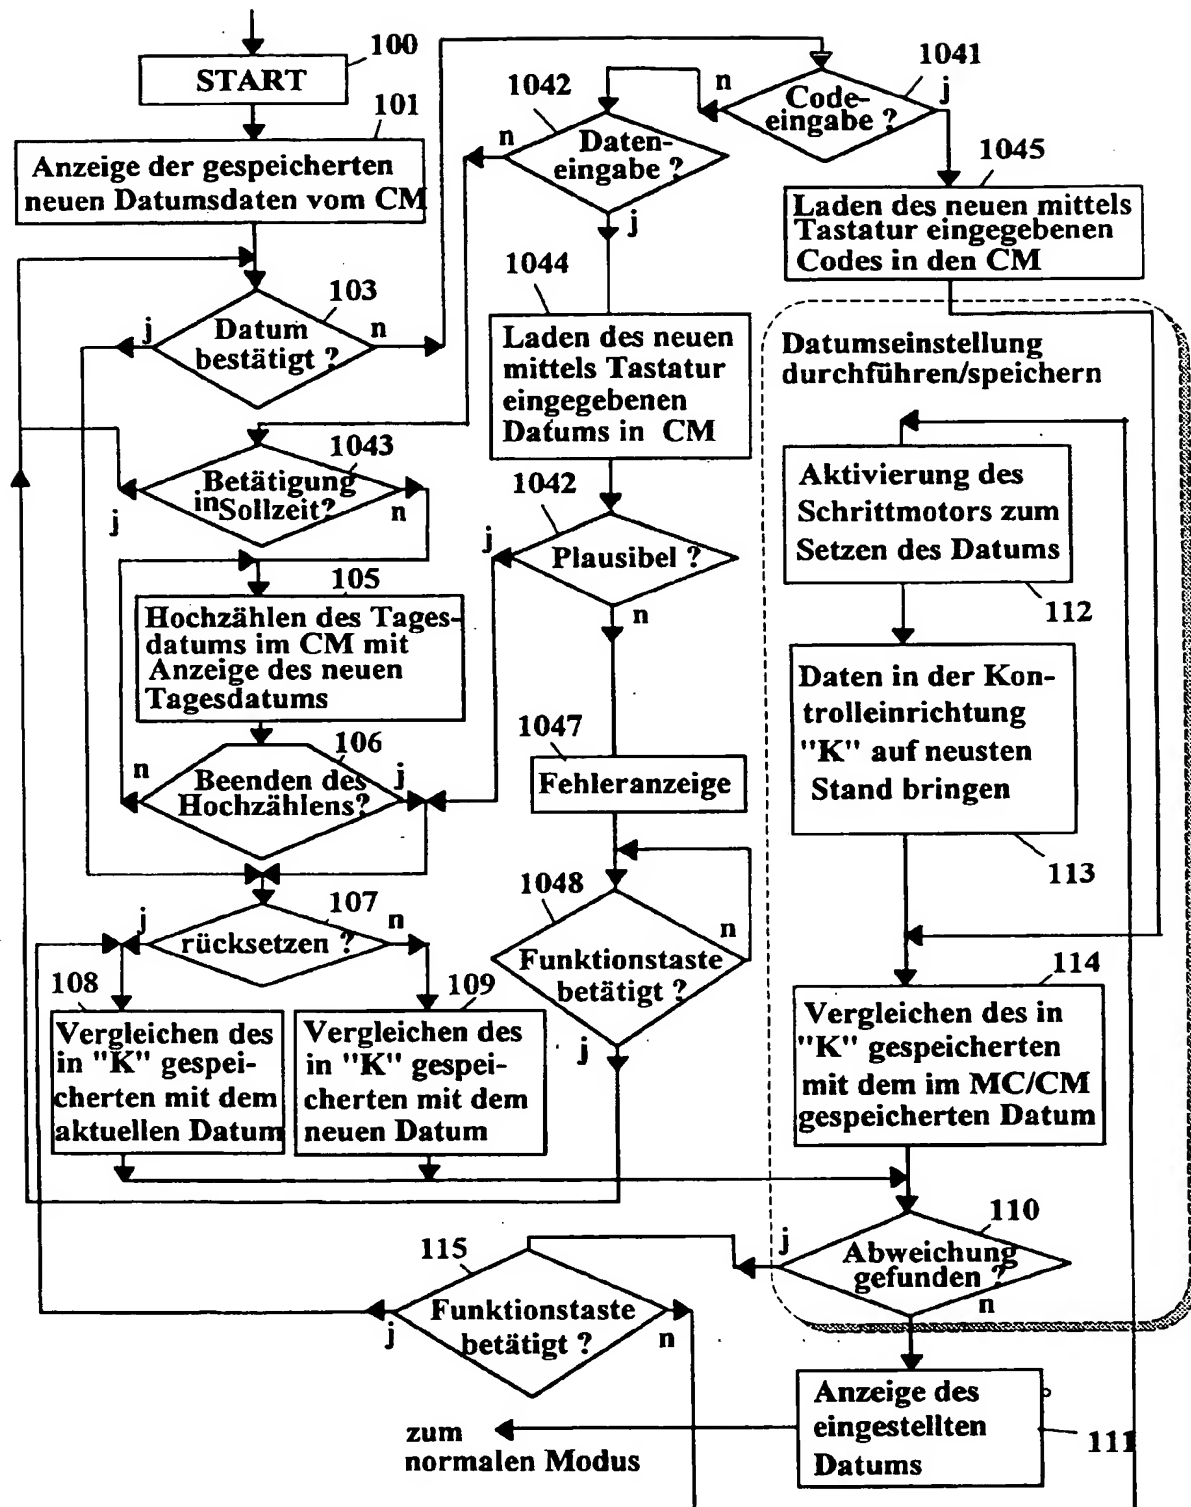 100
START
101
Anzeige der gespeicherten
neuen Datumsdaten vom CM
103
Datum
bestätigt ?
j
n
1041
Code-
eingabe ?
n
j
1042
Daten-
eingabe ?
n
j
1045
Laden des neuen mittels
Tastatur eingegebenen
Codes in den CM
1044
Laden des neuen
mittels Tastatur
eingegebenen
Datums in CM
1043
Betätigung
in Sollzeit?
j
n
1042
Plausibel ?
j
n
105
Hochzählen des Tages-
datums im CM mit
Anzeige des neuen
Tagesdatums
106
Beenden des
Hochzählens?
n
j
1047
Fehleranzeige
1048
Funktionstaste
betätigt ?
n
j
107
rücksetzen ?
j
n
108
Vergleichen des
in "K" gespei-
cherten mit dem
aktuellen Datum
109
Vergleichen des
in "K" gespei-
cherten mit dem
neuen Datum
Datumseinstellung
durchführen/speichern
Aktivierung des
Schrittmotors zum
Setzen des Datums
112
Daten in der Kon-
trolleinrichtung
"K" auf neusten
Stand bringen
113
114
Vergleichen des in
"K" gespeicherten
mit dem im MC/CM
gespeicherten Datum
110
Abweichung
gefunden ?
j
n
115
Funktionstaste
betätigt ?
j
n
Anzeige des
eingestellten
Datums
111
zum
normalen Modus